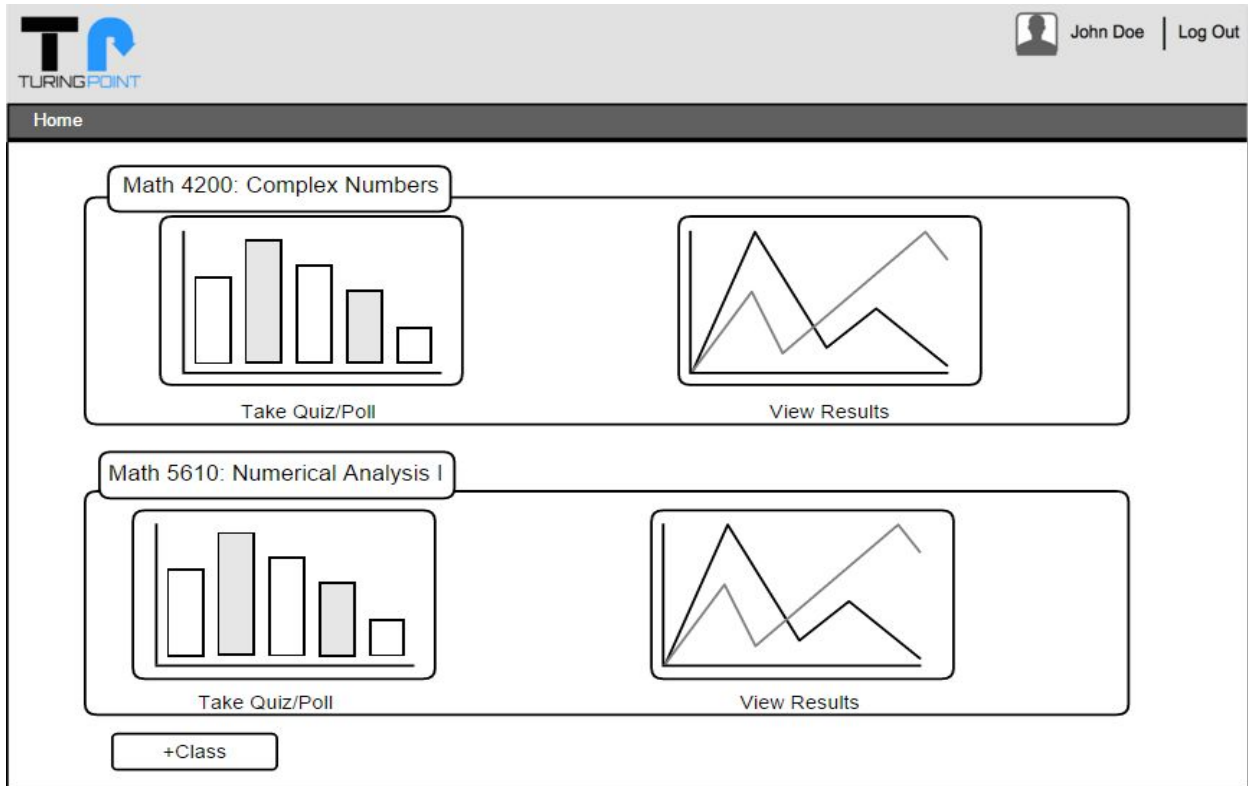 TP
TURINGPOINT
John Doe | Log Out
Home
Math 4200: Complex Numbers
Take Quiz/Poll
View Results
Math 5610: Numerical Analysis I
Take Quiz/Poll
View Results
+Class